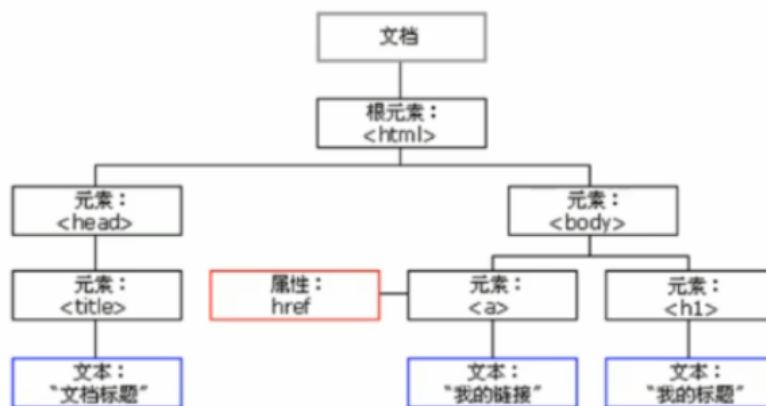 文档
根元素：
<html>
元素：
<head>
元素：
<body>
元素：
<title>
属性：
href
元素：
<a>
元素：
<h1>
文本：
“文档标题”
文本：
“我的链接”
文本：
“我的标题”